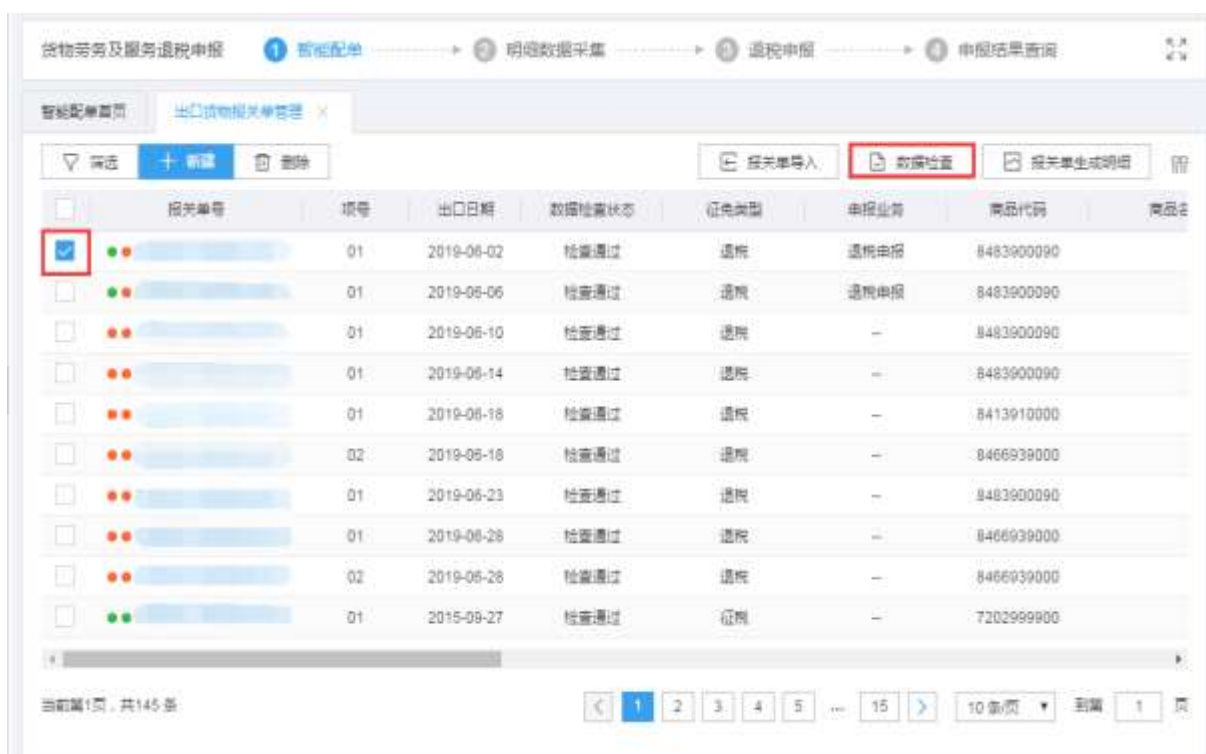 货物劳务及服务退税申报 1 智能配单 2 明细数据采集 3 退税申报 4 申报结果查询
智能配单首页 出口货物报关单管理 ×
筛选 + 新建 删除 报关单导入 数据检查 报关单生成明细
报关单号 项号 出口日期 数据检查状态 征免类型 申报业务 商品代码 商品名
01 2019-06-02 检查通过 退税 退税申报 8483900090
01 2019-06-06 检查通过 退税 退税申报 8483900090
01 2019-06-10 检查通过 退税 -- 8483900090
01 2019-06-14 检查通过 退税 -- 8483900090
01 2019-06-18 检查通过 退税 -- 8413910000
02 2019-06-18 检查通过 退税 -- 8466939000
01 2019-06-23 检查通过 退税 -- 8483900090
01 2019-06-28 检查通过 退税 -- 8466939000
02 2019-06-28 检查通过 退税 -- 8466939000
01 2015-09-27 检查通过 征税 -- 7202999900
当前第1页，共145 条 < 1 2 3 4 5 ... 15 > 10 条/页 到第 1 页